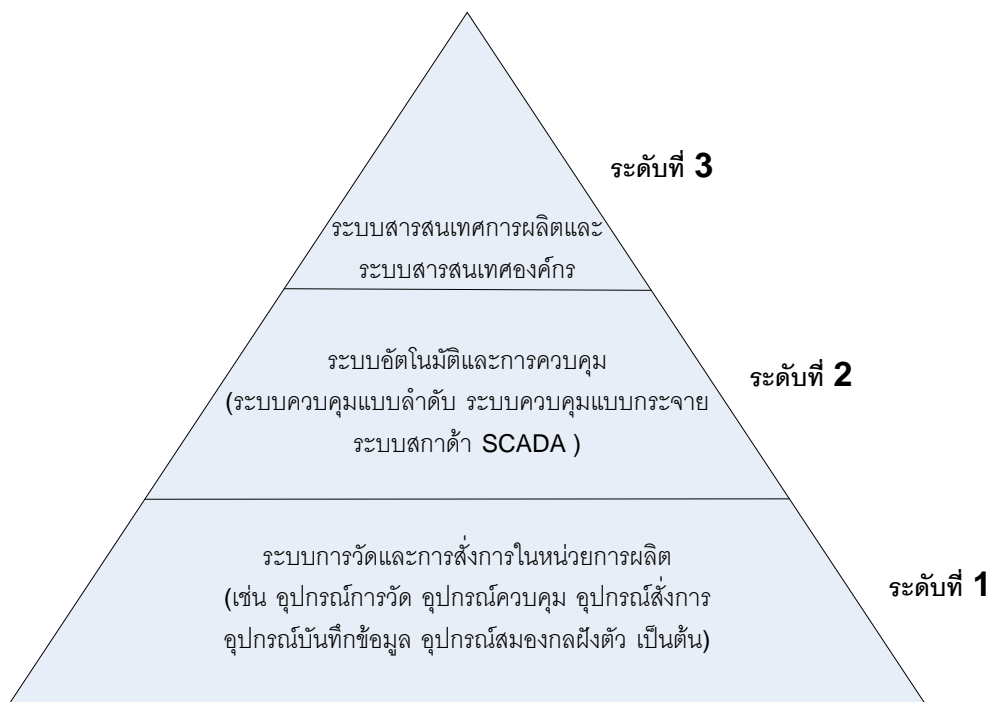 ระดับที่ 3
ระบบสารสนเทศการผลิตและ
ระบบสารสนเทศองค์กร
ระบบอัตโนมัติและการควบคุม
(ระบบควบคุมแบบลำดับ ระบบควบคุมแบบกระจาย
ระบบสกาด้า SCADA )
ระดับที่ 2
ระบบการวัดและการสั่งการในหน่วยการผลิต
(เช่น อุปกรณ์การวัด อุปกรณ์ควบคุม อุปกรณ์สั่งการ
อุปกรณ์บันทึกข้อมูล อุปกรณ์สมองกลฝังตัว เป็นต้น)
ระดับที่ 1